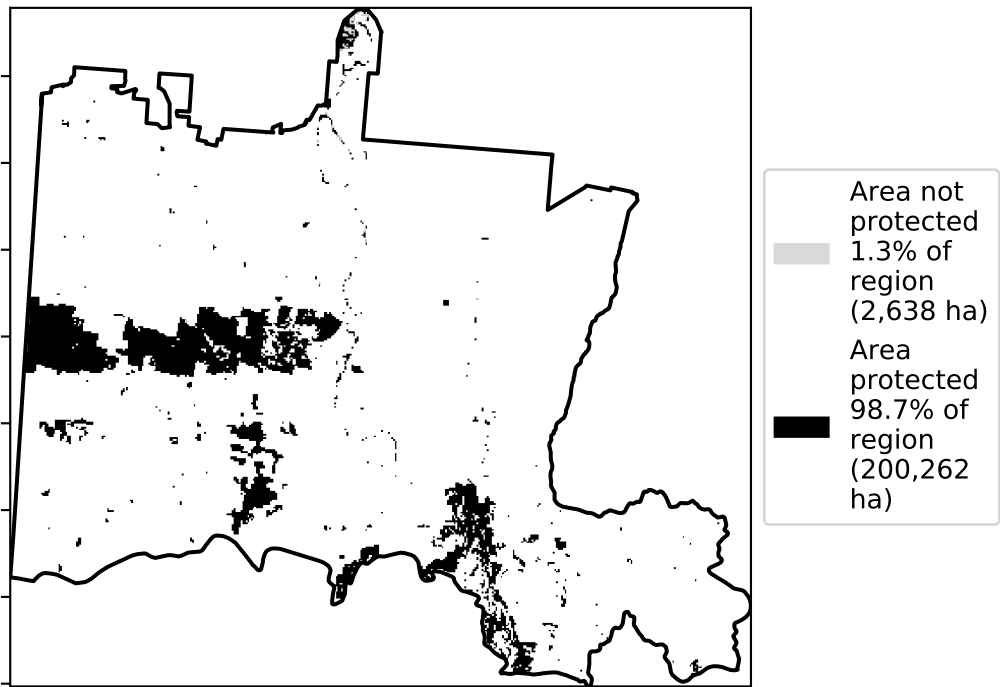 Area not
protected
1.3% of
region
(2,638 ha)
Area
protected
98.7% of
region
(200,262
ha)